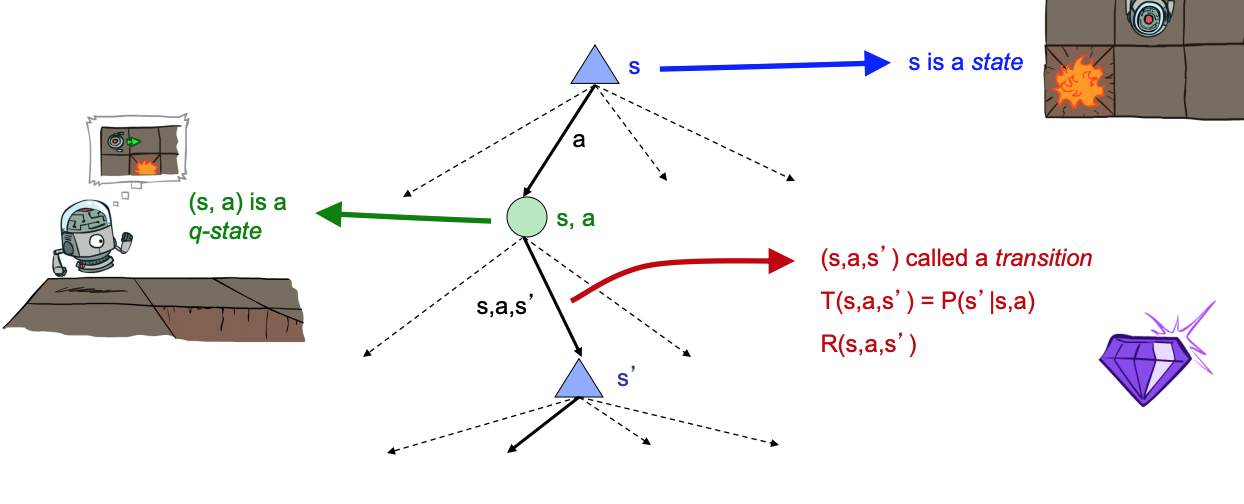 s
s is a state
a
(s, a) is a
q-state
s, a
(s,a,s’) called a transition
s,a,s’
T(s,a,s’) = P(s’|s,a)
R(s,a,s’)
s’